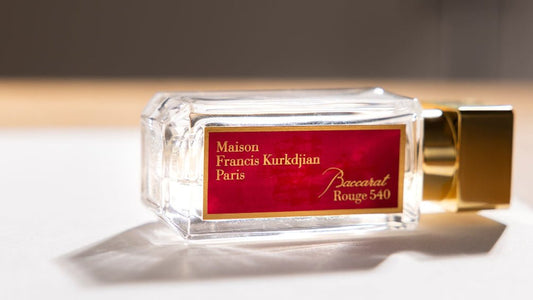 Maison
Francis Kurkdjian
Paris
Baccarat
Rouge 540